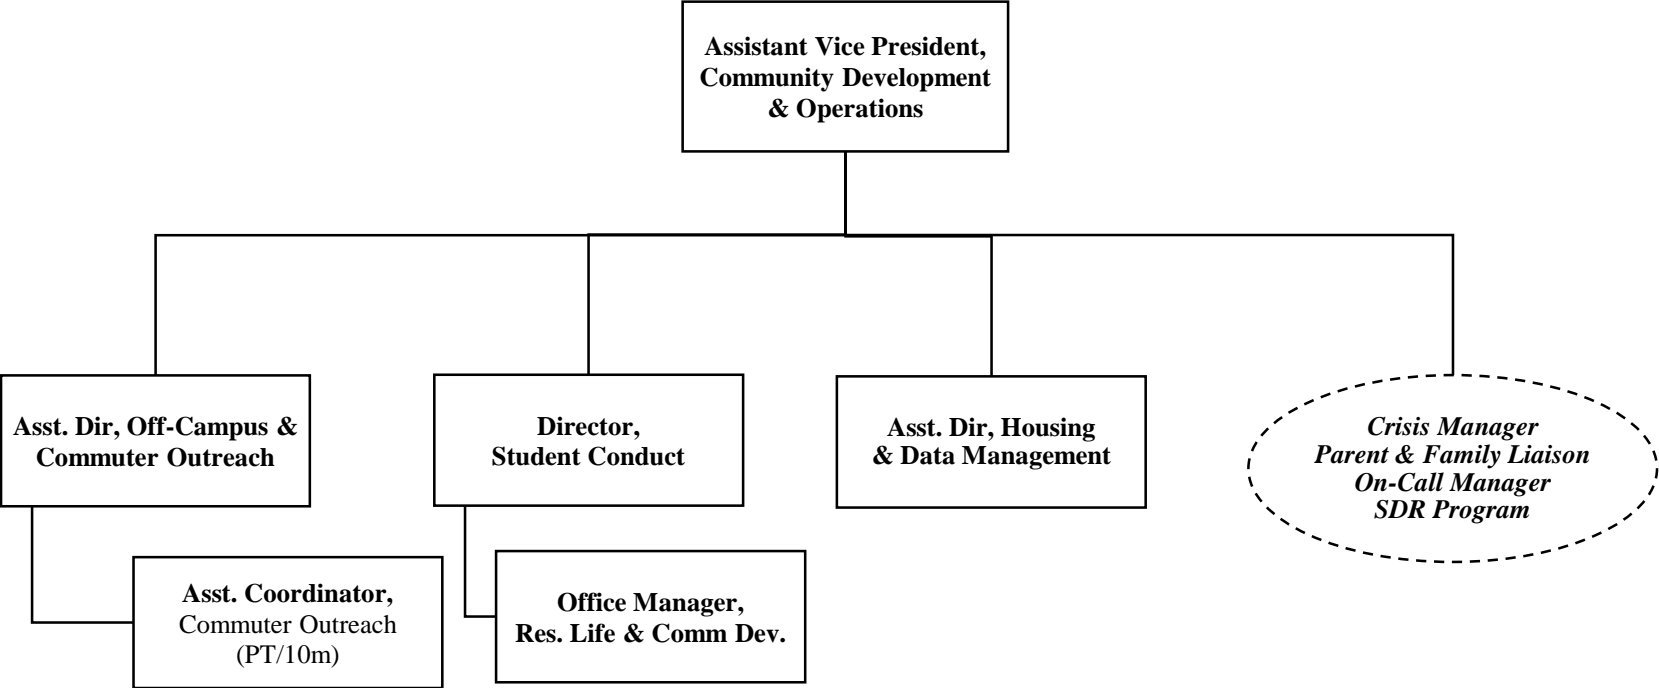 Assistant Vice President,
Community Development
& Operations
Asst. Dir, Off-Campus &
Commuter Outreach
Director,
Student Conduct
Asst. Dir, Housing
& Data Management
Crisis Manager
Parent & Family Liaison
On-Call Manager
SDR Program
Asst. Coordinator,
Commuter Outreach
(PT/10m)
Office Manager,
Res. Life & Comm Dev.